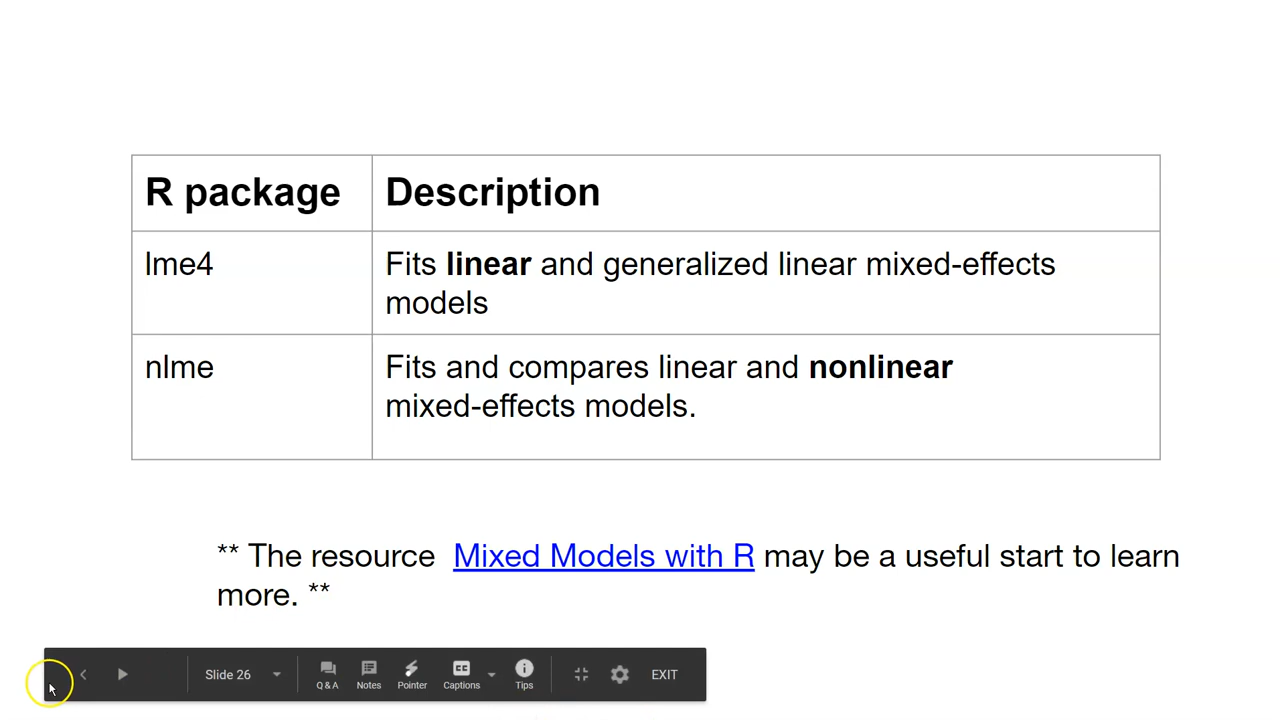 R package
Description
lme4
Fits linear and generalized linear mixed-effects
models
nlme
Fits and compares linear and nonlinear
mixed-effects models.
** The resource  Mixed Models with R may be a useful start to learn
more. **
Slide 26
Q & A
Notes
Pointer
CC
Captions
Tips
EXIT